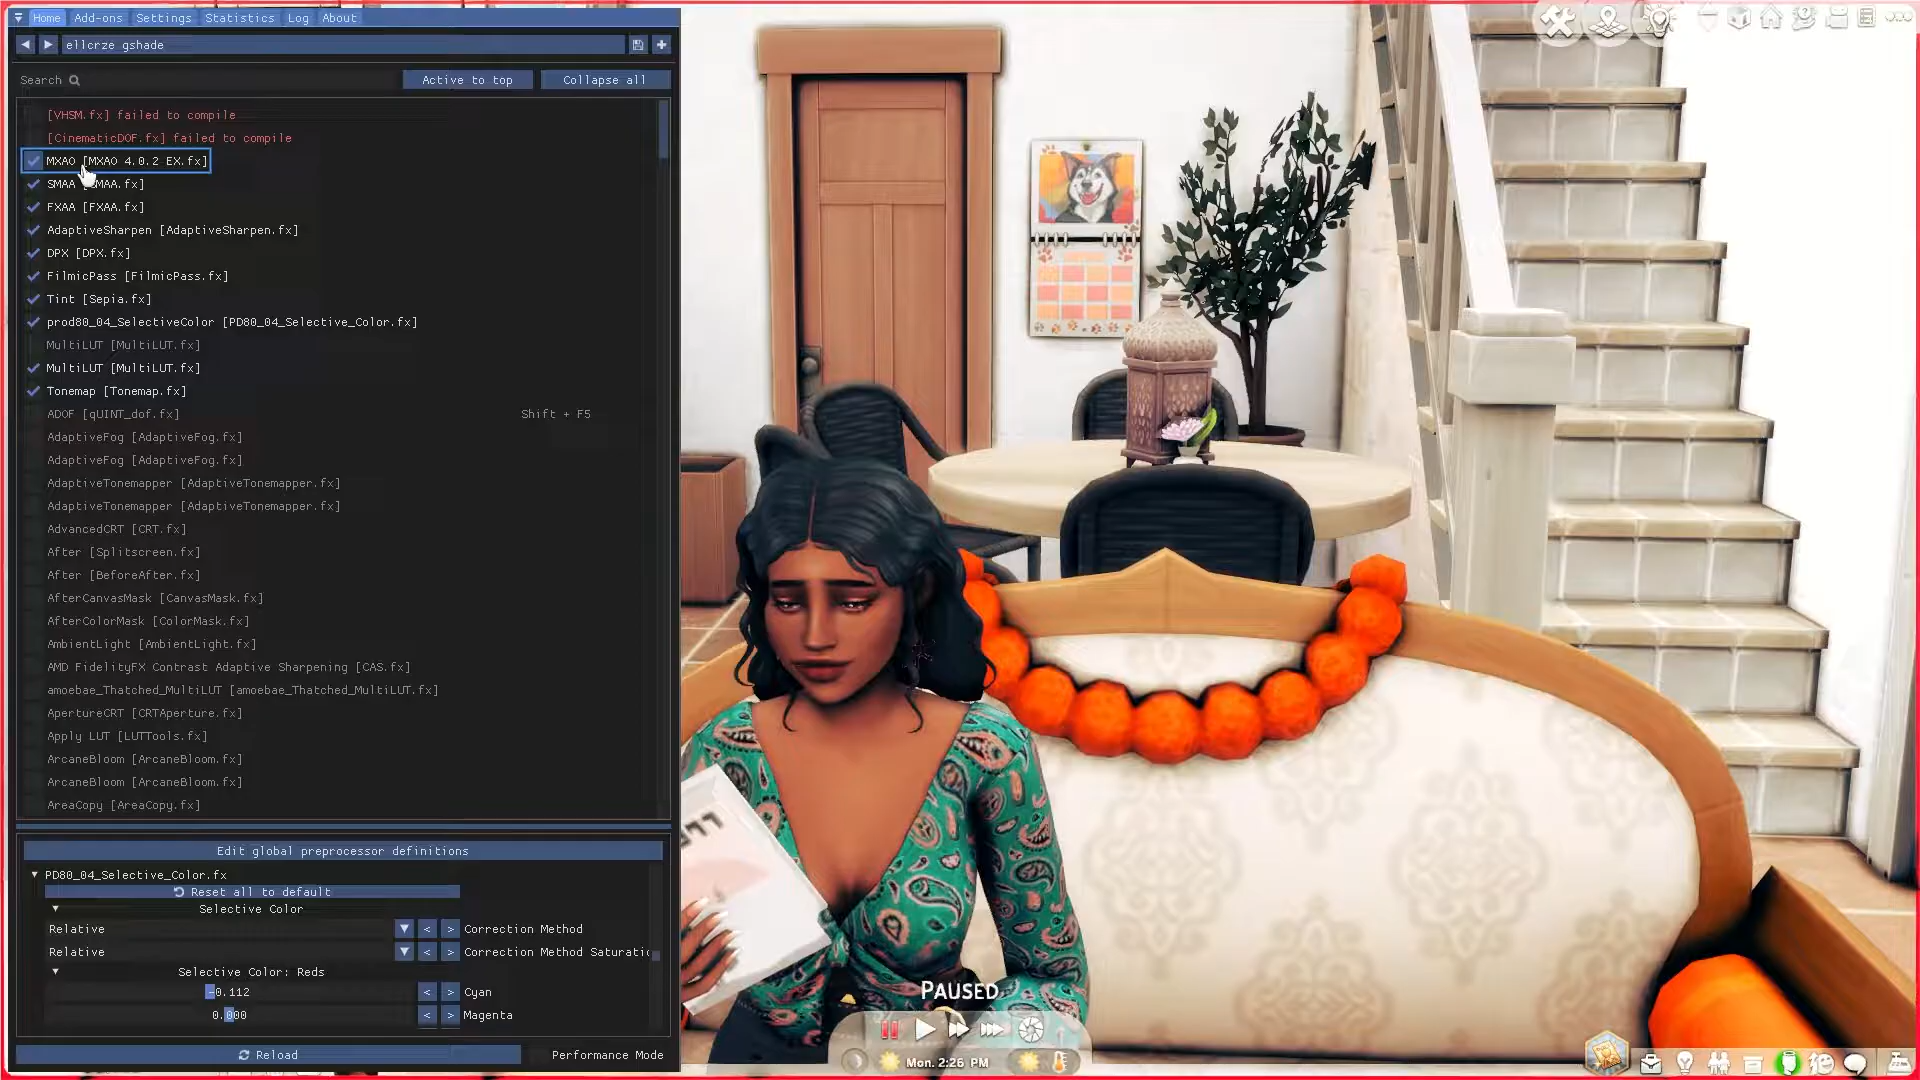 Home Add-ons Settings Statistics Log About
ellcrze gshade
Search Active to top Collapse all
[VHSM.fx] failed to compile
[CinematicDOF.fx] failed to compile
MXAO [MXAO 4.0.2 EX.fx]
SMAA [SMAA.fx]
FXAA [FXAA.fx]
AdaptiveSharpen [AdaptiveSharpen.fx]
DPX [DPX.fx]
FilmicPass [FilmicPass.fx]
Tint [Sepia.fx]
prod80_04_SelectiveColor [PD80_04_Selective_Color.fx]
MultiLUT [MultiLUT.fx]
MultiLUT [MultiLUT.fx]
Tonemap [Tonemap.fx]
ADOF [qUINT_dof.fx] Shift + F5
AdaptiveFog [AdaptiveFog.fx]
AdaptiveFog [AdaptiveFog.fx]
AdaptiveTonemapper [AdaptiveTonemapper.fx]
AdaptiveTonemapper [AdaptiveTonemapper.fx]
AdvancedCRT [CRT.fx]
After [Splitscreen.fx]
After [BeforeAfter.fx]
AfterCanvasMask [CanvasMask.fx]
AfterColorMask [ColorMask.fx]
AmbientLight [AmbientLight.fx]
AMD FidelityFX Contrast Adaptive Sharpening [CAS.fx]
amoebae_Thatched_MultiLUT [amoebae_Thatched_MultiLUT.fx]
ApertureCRT [CRTAperture.fx]
Apply LUT [LUTTools.fx]
ArcaneBloom [ArcaneBloom.fx]
ArcaneBloom [ArcaneBloom.fx]
AreaCopy [AreaCopy.fx]
Edit global preprocessor definitions
PD80_04_Selective_Color.fx
Reset all to default
Selective Color
Relative < > Correction Method
Relative < > Correction Method Saturatio
Selective Color: Reds
-0.112 < > Cyan
0.000 < > Magenta
Reload Performance Mode
PAUSED
Mon. 2:26 PM